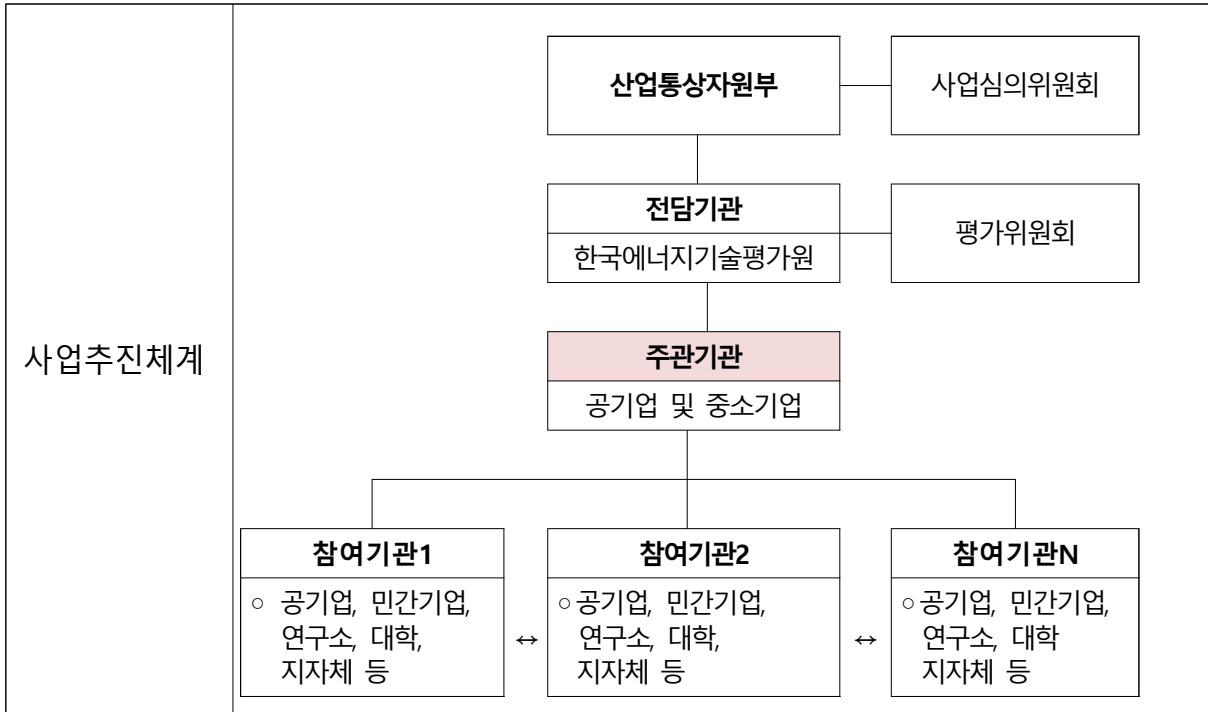 사업추진체계
산업통상자원부
사업심의위원회
전담기관
한국에너지기술평가원
평가위원회
주관기관
공기업 및 중소기업
참여기관1
○ 공기업, 민간기업,
연구소, 대학,
지자체 등
↔
참여기관2
○ 공기업, 민간기업,
연구소, 대학,
지자체 등
↔
참여기관N
○ 공기업, 민간기업,
연구소, 대학
지자체 등